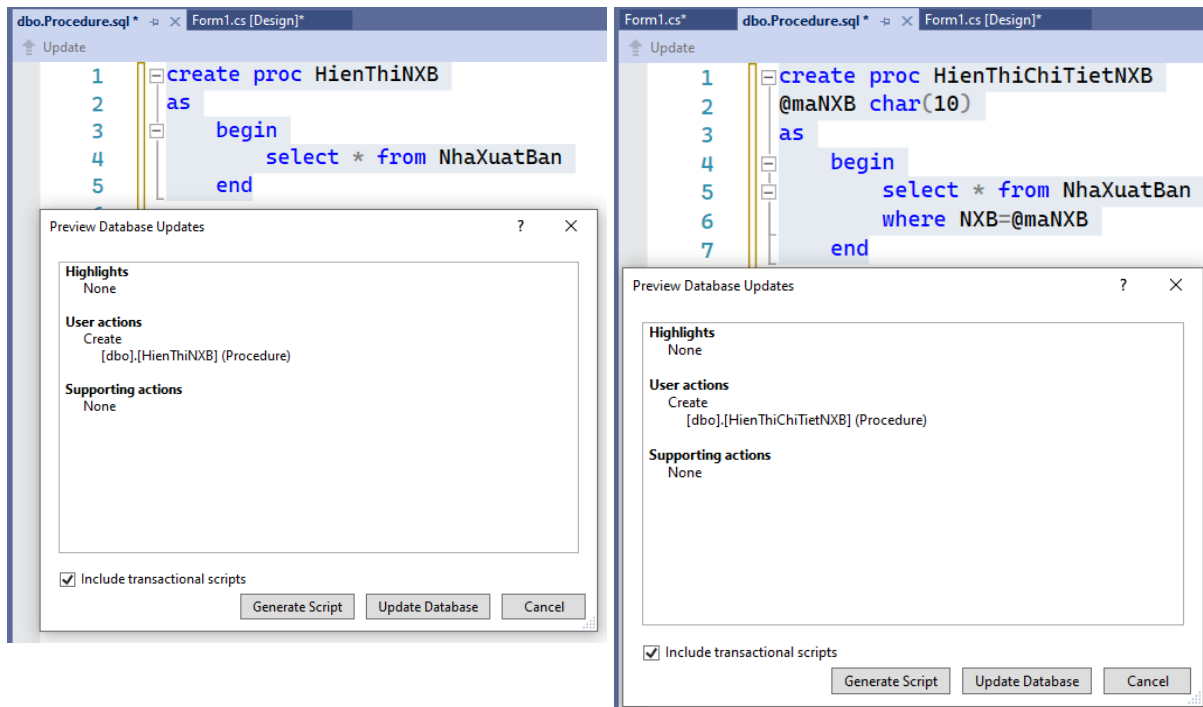 dbo.Procedure.sql* Form1.cs [Design]*
Update
1 create proc HienThiNXB
2 as
3 begin
4 select * from NhaXuatBan
5 end
Preview Database Updates ?
Highlights
None
User actions
Create
[dbo].[HienThiNXB] (Procedure)
Supporting actions
None
Include transactional scripts
Generate Script Update Database Cancel
Form1.cs* dbo.Procedure.sql* Form1.cs [Design]*
Update
1 create proc HienThiChiTietNXB
2 @maNXB char(10)
3 as
4 begin
5 select * from NhaXuatBan
6 where NXB=@maNXB
7 end
Preview Database Updates ?
Highlights
None
User actions
Create
[dbo].[HienThiChiTietNXB] (Procedure)
Supporting actions
None
Include transactional scripts
Generate Script Update Database Cancel